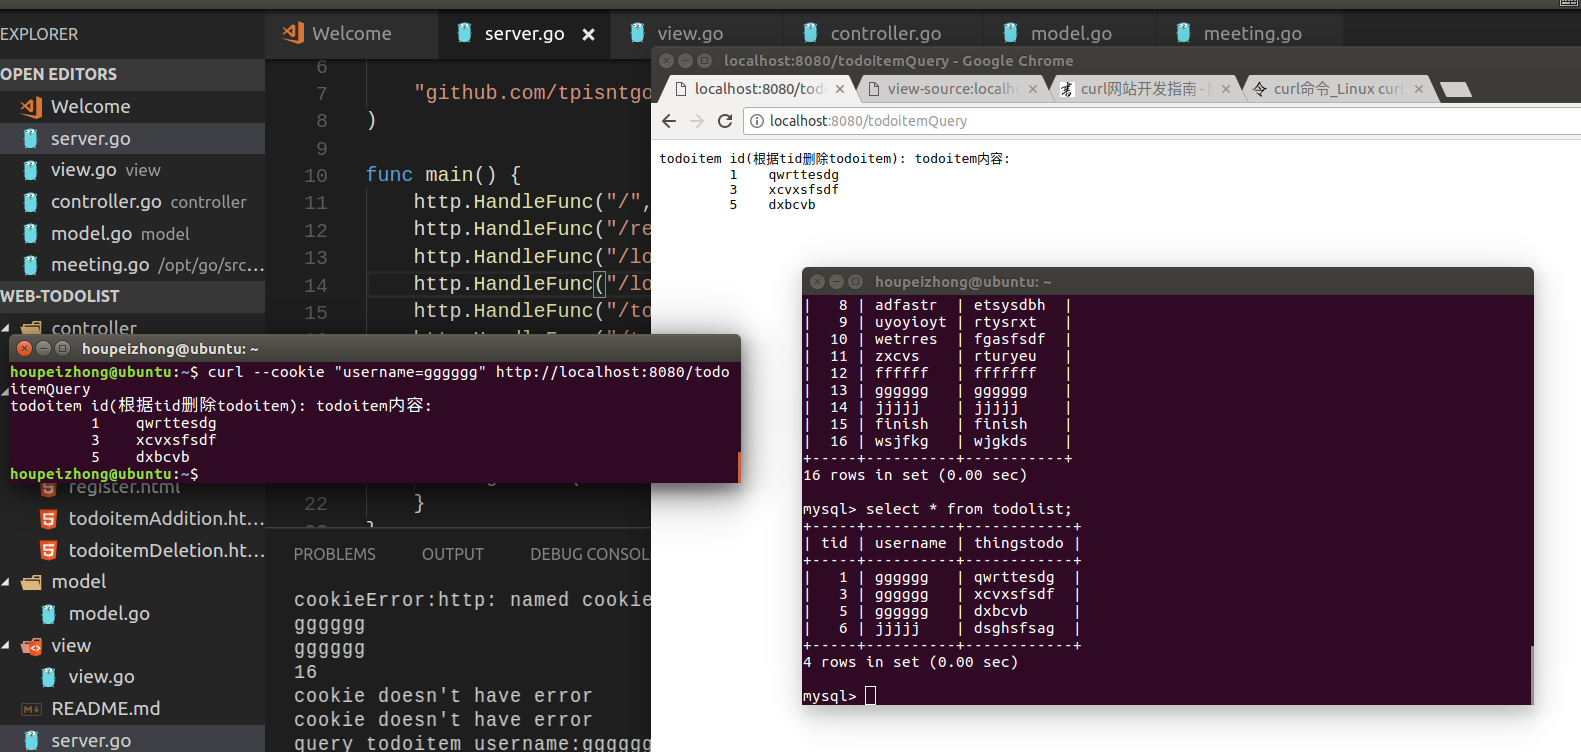 EXPLORER
OPEN EDITORS
Welcome
server.go
view.go view
controller.go controller
model.go model
meeting.go /opt/go/src...
WEB-TODOLIST
controller
register.html
todoitemAddition.ht...
todoitemDeletion.ht...
model
model.go
view
view.go
README.md
server.go
Welcome
server.go
view.go
controller.go
model.go
meeting.go
6
7 "github.com/tpisntgo
8 )
9
10 func main() {
11 http.HandleFunc("/",
12 http.HandleFunc("/re
13 http.HandleFunc("/lo
14 http.HandleFunc("/lo
15 http.HandleFunc("/to
22 }
PROBLEMS OUTPUT DEBUG CONSOL
cookieError:http: named cookie
gggggg
gggggg
16
cookie doesn't have error
cookie doesn't have error
query todoitem username:gggggg
houpeizhong@ubuntu: ~
houpeizhong@ubuntu:~$ curl --cookie "username=gggggg" http://localhost:8080/todo
itemQuery
todoitem id(根据tid删除todoitem): todoitem内容:
1 qwrttesdg
3 xcvxsfsdf
5 dxbcvb
houpeizhong@ubuntu:~$
localhost:8080/todoitemQuery - Google Chrome
localhost:8080/tod
view-source:localh
curl网站开发指南 -
curl命令_Linux curl
localhost:8080/todoitemQuery
todoitem id(根据tid删除todoitem): todoitem内容:
1 qwrttesdg
3 xcvxsfsdf
5 dxbcvb
houpeizhong@ubuntu: ~
| 8 | adfastr | etsysdbh |
| 9 | uyoyioyt | rtysrxt |
| 10 | wetrres | fgasfsdf |
| 11 | zxcvs | rturyeu |
| 12 | ffffff | fffffff |
| 13 | gggggg | gggggg |
| 14 | jjjjj | jjjjj |
| 15 | finish | finish |
| 16 | wsjfkg | wjgkds |
+-----+----------+-----------+
16 rows in set (0.00 sec)
mysql> select * from todolist;
+-----+----------+------------+
| tid | username | thingstodo |
+-----+----------+------------+
| 1 | gggggg | qwrttesdg |
| 3 | gggggg | xcvxsfsdf |
| 5 | gggggg | dxbcvb |
| 6 | jjjjj | dsghsfsag |
+-----+----------+------------+
4 rows in set (0.00 sec)
mysql>